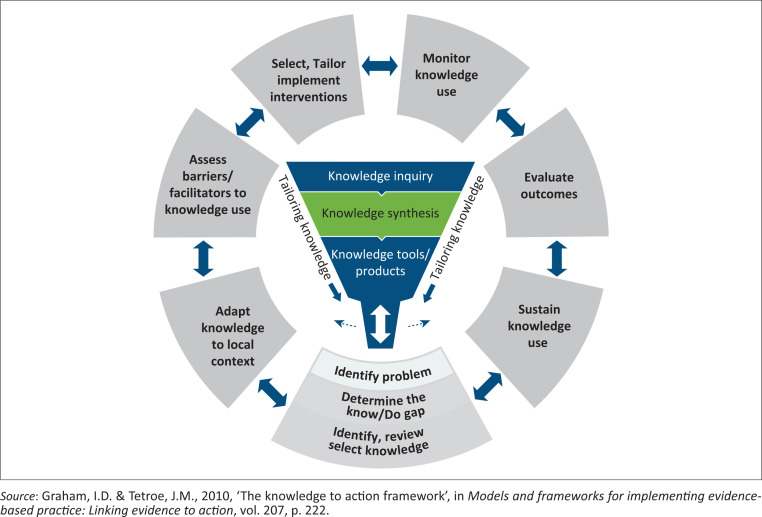 Select, Tailor
implement
interventions
Monitor
knowledge
use
Assess
barriers/
facilitators to
knowledge use
Evaluate
outcomes
Knowledge inquiry
Knowledge synthesis
Knowledge tools/
products
Tailoring knowledge
Tailoring knowledge
Adapt
knowledge
to local
context
Sustain
knowledge
use
Identify problem
Determine the
know/Do gap
Identify, review
select knowledge
Source: Graham, I.D. & Tetroe, J.M., 2010, ‘The knowledge to action framework’, in Models and frameworks for implementing evidence-
based practice: Linking evidence to action, vol. 207, p. 222.